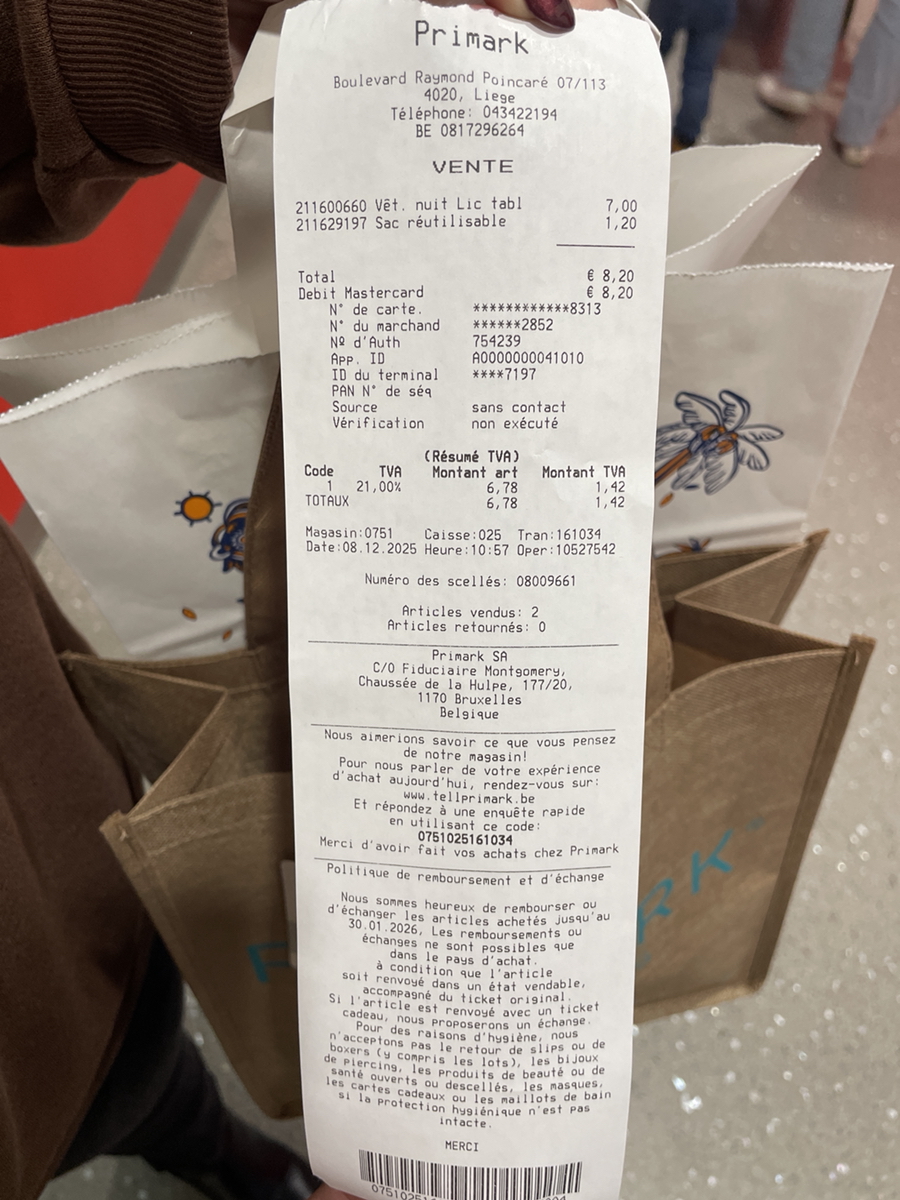 Primark
Boulevard Raymond Poincaré 07/113
4020, Liege
Téléphone: 043422194
BE 0817296264
VENTE
211600660 Vêt. nuit Lic tabl 7,00
211629197 Sac réutilisable 1,20
Total € 8,20
Debit Mastercard € 8,20
N° de carte. ************8313
N° du marchand ******2852
Nº d'Auth 754239
App. ID A0000000041010
ID du terminal ****7197
PAN N° de séq
Source sans contact
Vérification non exécuté
(Résumé TVA)
Code TVA Montant art Montant TVA
1 21,00% 6,78 1,42
TOTAUX 6,78 1,42
Magasin:0751 Caisse:025 Tran:161034
Date:08.12.2025 Heure:10:57 Oper:10527542
Numéro des scellés: 08009661
Articles vendus: 2
Articles retournés: 0
Primark SA
C/O Fiduciaire Montgomery,
Chaussée de la Hulpe, 177/20,
1170 Bruxelles
Belgique
Nous aimerions savoir ce que vous pensez
de notre magasin!
Pour nous parler de votre expérience
d'achat aujourd'hui, rendez-vous sur:
www.tellprimark.be
Et répondez à une enquête rapide
en utilisant ce code:
0751025161034
Merci d'avoir fait vos achats chez Primark
Politique de remboursement et d'échange
Nous sommes heureux de rembourser ou
d'échanger les articles achetés jusqu'au
30.01.2026, Les remboursements ou
échanges ne sont possibles que
dans le pays d'achat.
à condition que l'article
soit renvoyé dans un état vendable,
accompagné du ticket original.
Si l'article est renvoyé avec un ticket
cadeau, nous proposerons un échange.
Pour des raisons d'hygiène, nous
n'acceptons pas le retour de slips ou de
boxers (y compris les lots), les bijoux
de piercing, les produits de beauté ou de
santé ouverts ou descellés, les masques,
les cartes cadeaux ou les maillots de bain
si la protection hygiénique n'est pas
intacte.
MERCI